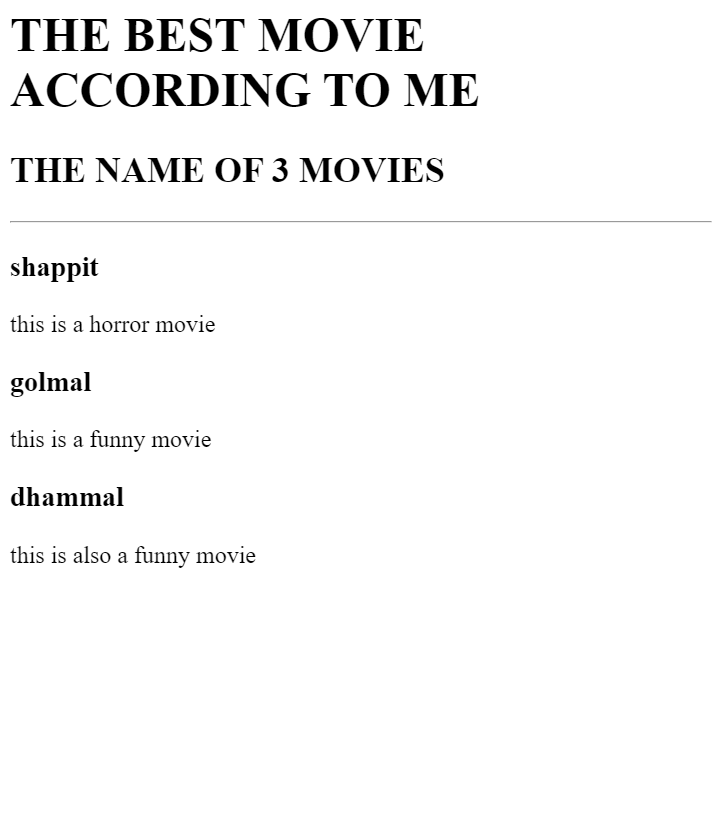 THE BEST MOVIE
ACCORDING TO ME
THE NAME OF 3 MOVIES
shappit
this is a horror movie
golmal
this is a funny movie
dhammal
this is also a funny movie